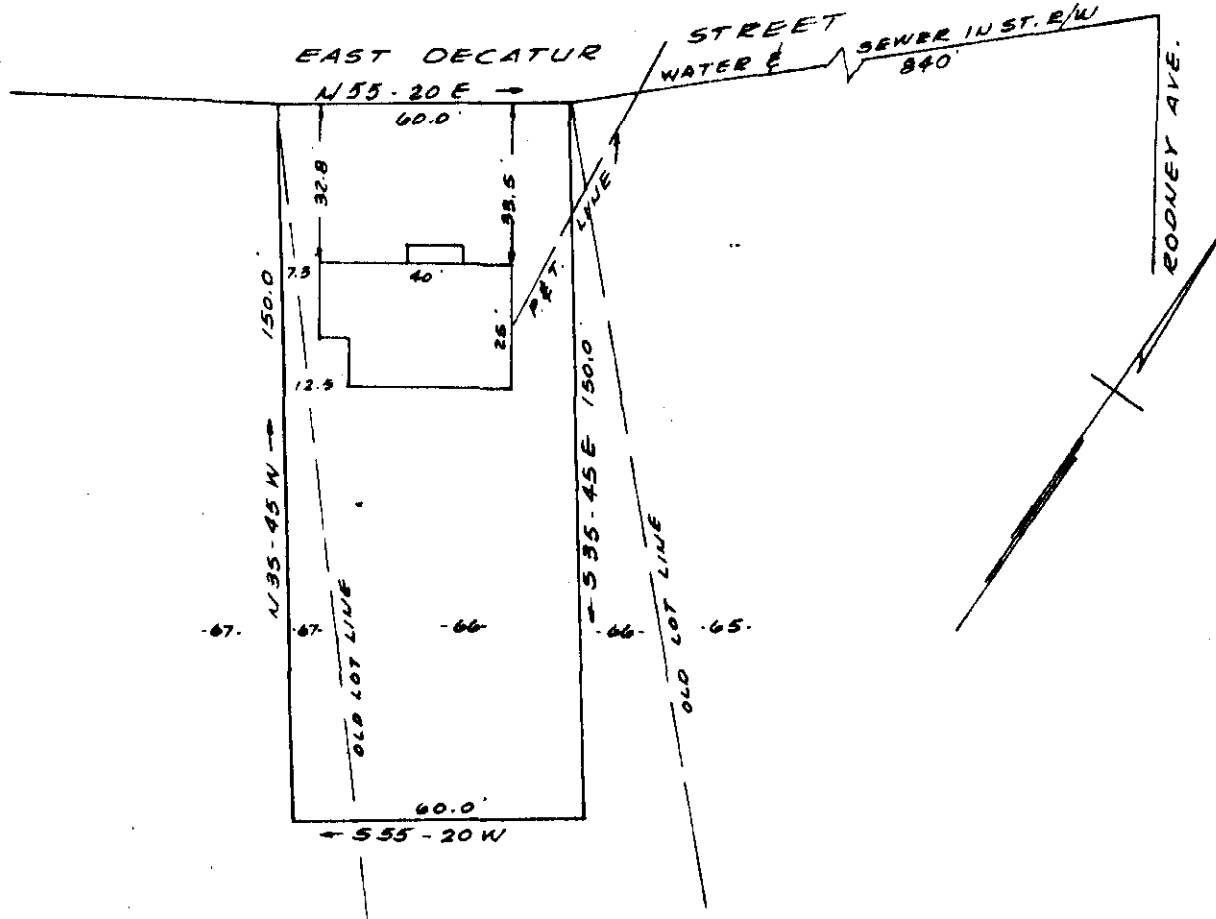 EAST DECATUR STREET
WATER & SEWER IN ST. R/W
840'
N 55-20 E →
60.0'
RODNEY AVE.
32.8
33.5
P.&T. LINE →
7.3
40'
25'
12.5
150.0
N 35-45 W →
150.0
← S 35-45 E
OLD LOT LINE
OLD LOT LINE
-67- -67- -66- -66- -65-
60.0'
← S 55-20 W